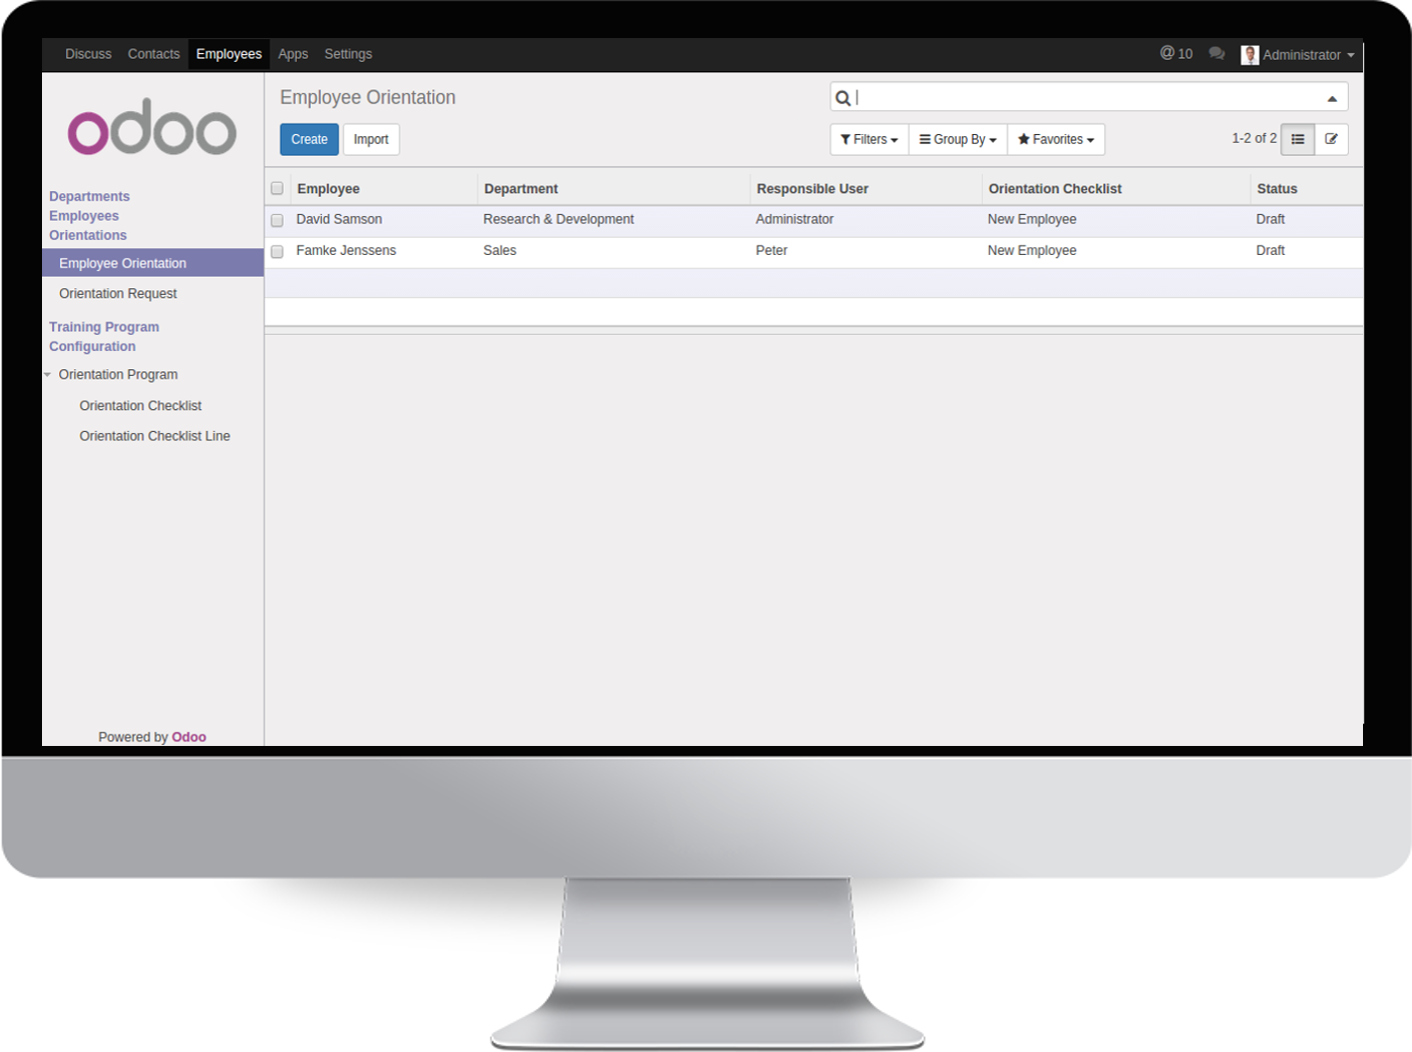 Discuss Contacts Employees Apps Settings @ 10 Administrator
odoo
Employee Orientation
Create Import Filters Group By Favorites 1-2 of 2
Departments
Employees
Orientations
Employee Orientation
Orientation Request
Training Program
Configuration
Orientation Program
Orientation Checklist
Orientation Checklist Line
Powered by Odoo
Employee Department Responsible User Orientation Checklist Status
David Samson Research & Development Administrator New Employee Draft
Famke Jenssens Sales Peter New Employee Draft